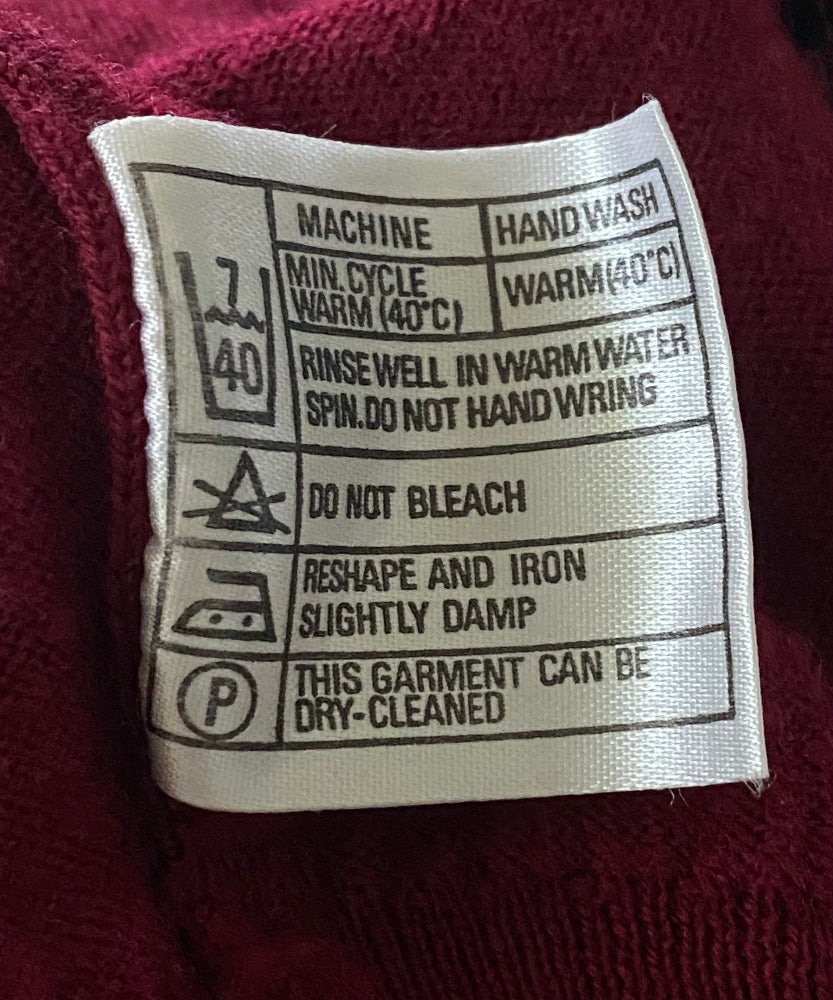 7
40
MACHINE
HAND WASH
MIN.CYCLE
WARM (40°C)
WARM(40°C)
RINSE WELL IN WARM WATER
SPIN.DO NOT HAND WRING
DO NOT BLEACH
RESHAPE AND IRON
SLIGHTLY DAMP
P
THIS GARMENT CAN BE
DRY-CLEANED